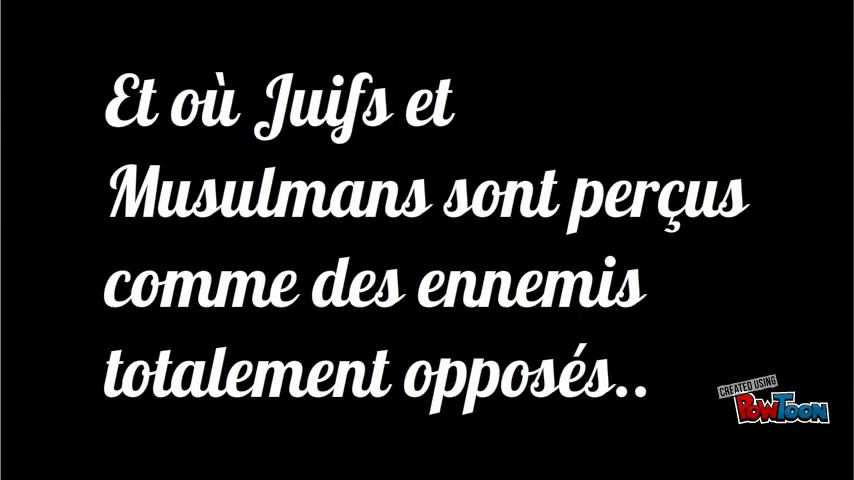 Et où Juifs et
Musulmans sont perçus
comme des ennemis
totalement opposés..
CREATED USING
POWTOON